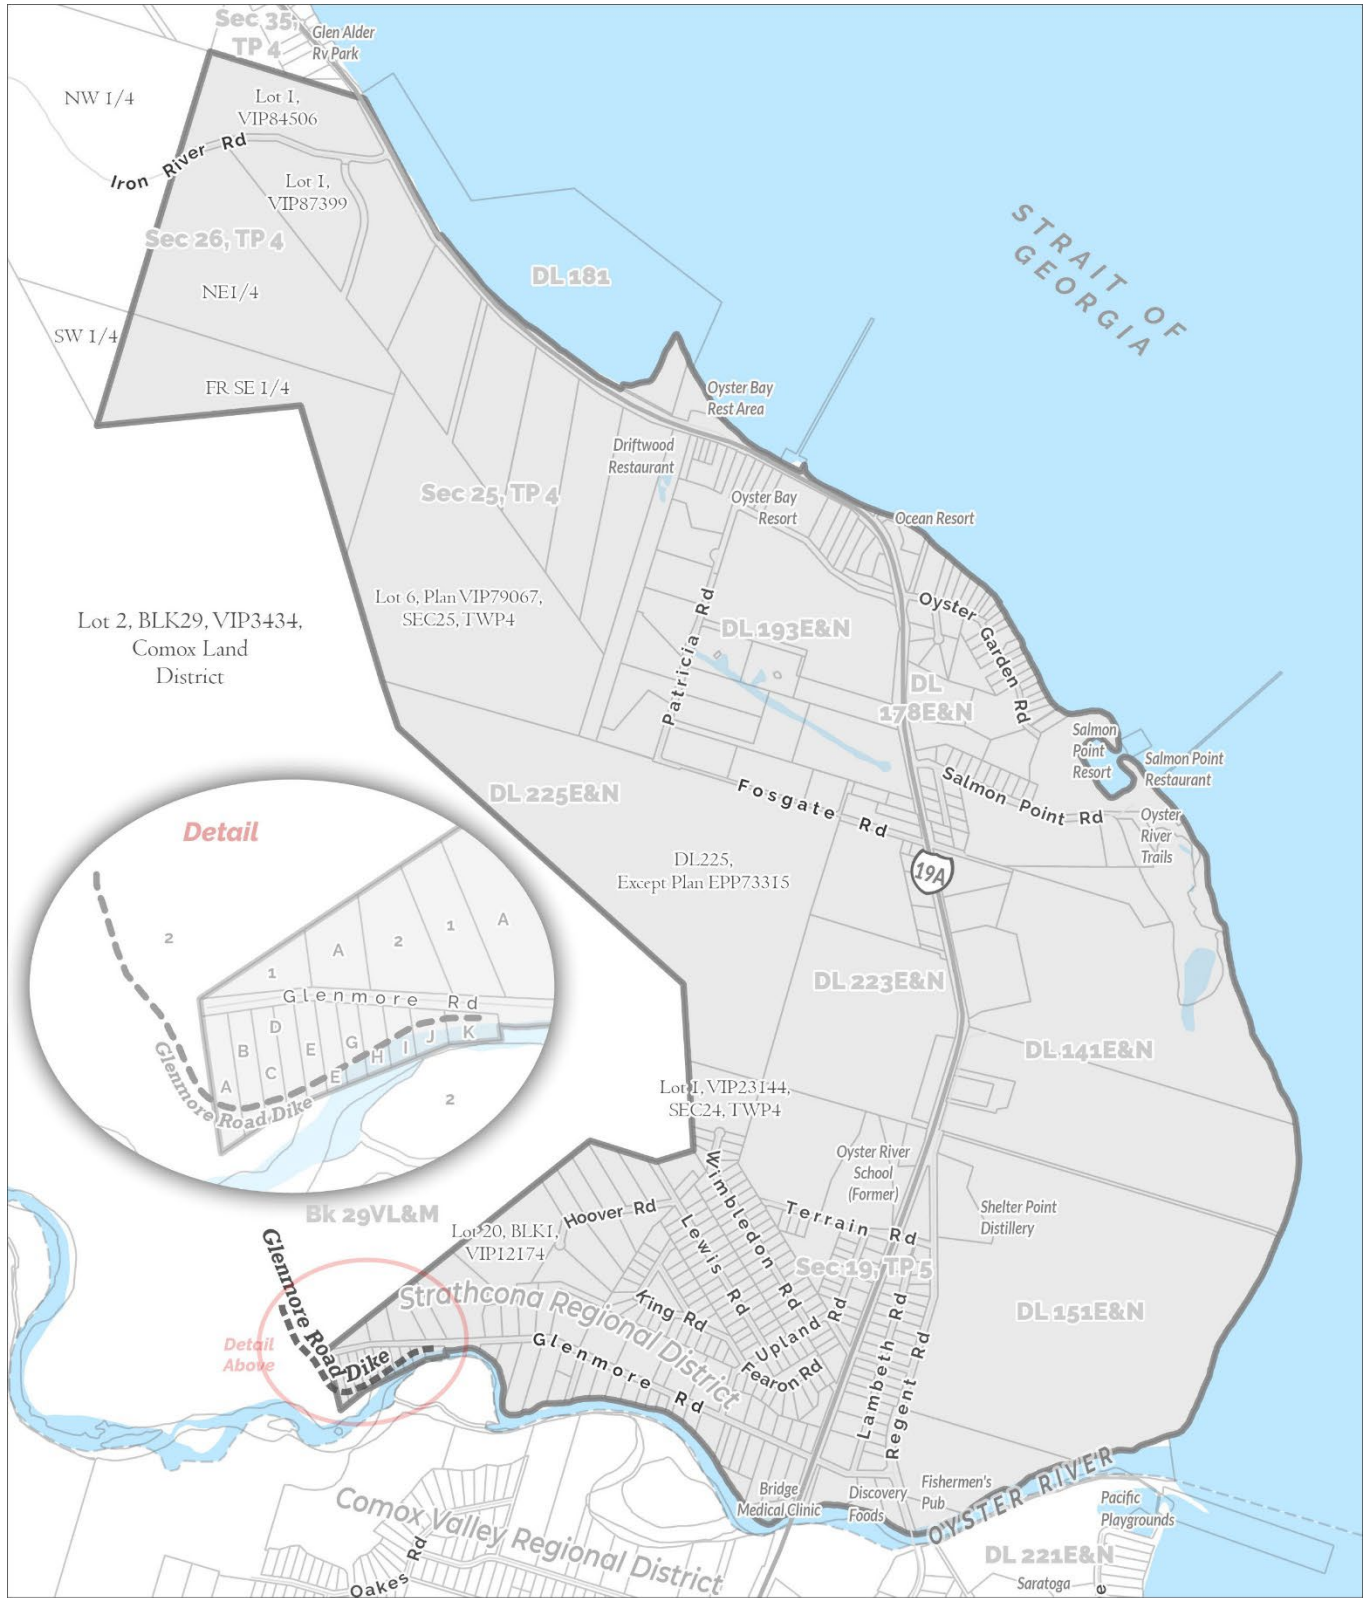 Sec 35,
TP 4
Glen Alder
Rv Park
NW 1/4
Lot 1,
VIP84506
Iron River Rd
Lot 1,
VIP87399
Sec 26, TP 4
STRAIT OF
GEORGIA
DL 181
NE1/4
SW 1/4
FR SE 1/4
Oyster Bay
Rest Area
Driftwood
Restaurant
Sec 25, TP 4
Oyster Bay
Resort
Ocean Resort
Lot 6, Plan VIP79067,
SEC25, TWP4
Lot 2, BLK29, VIP3434,
Comox Land
District
Patricia Rd
DL 193E&N
Oyster Garden Rd
DL
178E&N
Salmon
Point
Resort
Salmon Point
Restaurant
DL 225E&N
Fosgate Rd
Salmon Point Rd
Oyster
River
Trails
Detail
DL225,
Except Plan EPP73315
19A
2
1
A
2
1
A
Glenmore Rd
A
B
C
D
E
E
G
H
I
J
K
Glenmore Road Dike
2
DL 223E&N
DL 141E&N
Lot 1, VIP23144,
SEC24, TWP4
Oyster River
School
(Former)
Shelter Point
Distillery
Bk 29VL&M
Lot 20, BLK1,
VIP12174
Hoover Rd
Lewis Rd
Wimbledon Rd
Terrain Rd
Sec 19, TP 5
Glenmore Road Dike
Strathcona Regional District
King Rd
Upland Rd
Fearon Rd
Lambeth Rd
Regent Rd
DL 151E&N
Detail
Above
Glenmore Rd
Bridge
Medical Clinic
Discovery
Foods
Fishermen's
Pub
OYSTER RIVER
Pacific
Playgrounds
Comox Valley Regional District
Oakes Rd
DL 221E&N
Saratoga
e